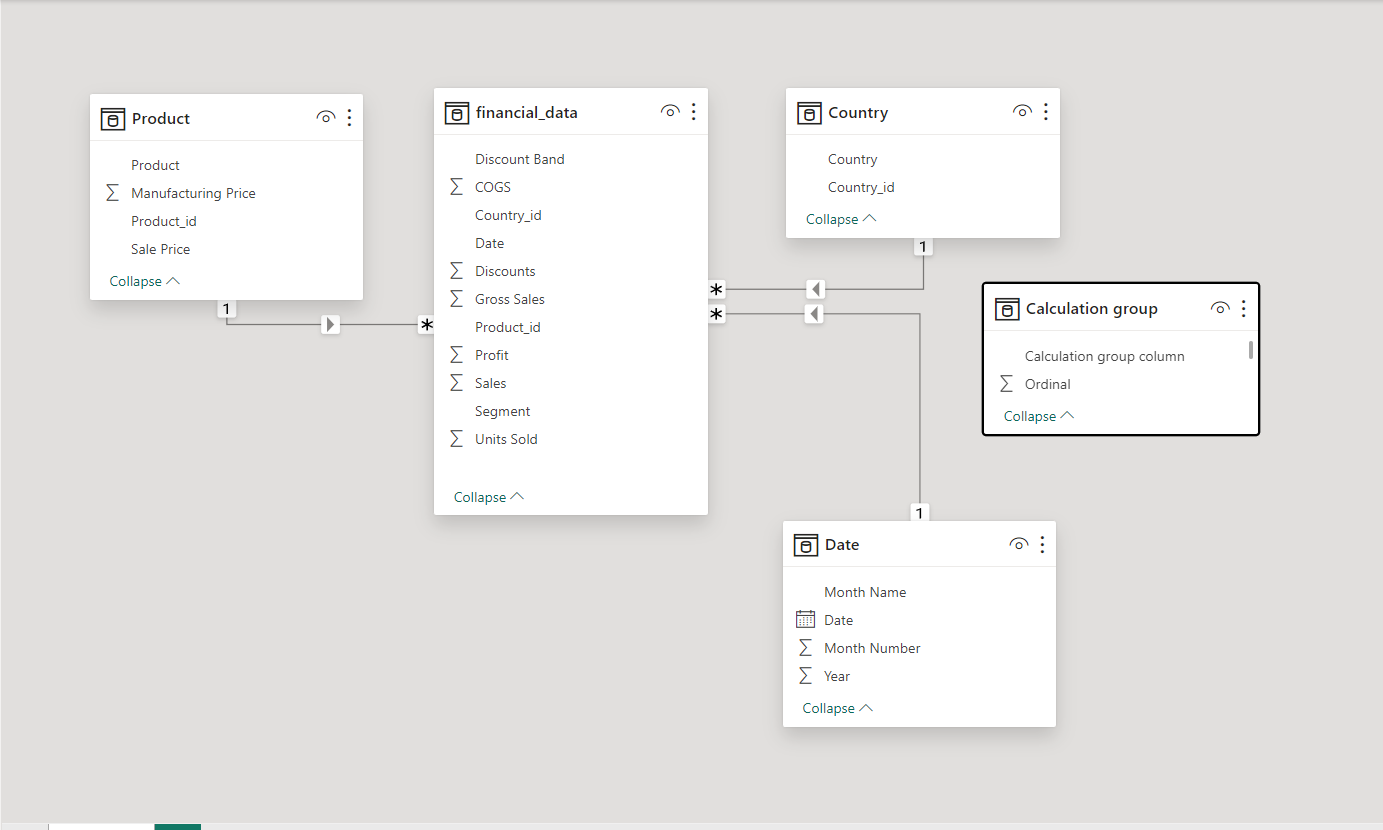 Product
Product
Manufacturing Price
Product_id
Sale Price
Collapse
1
*
financial_data
Discount Band
COGS
Country_id
Date
Discounts
Gross Sales
Product_id
Profit
Sales
Segment
Units Sold
Collapse
Country
Country
Country_id
Collapse
1
*
*
Calculation group
Calculation group column
Ordinal
Collapse
1
Date
Month Name
Date
Month Number
Year
Collapse